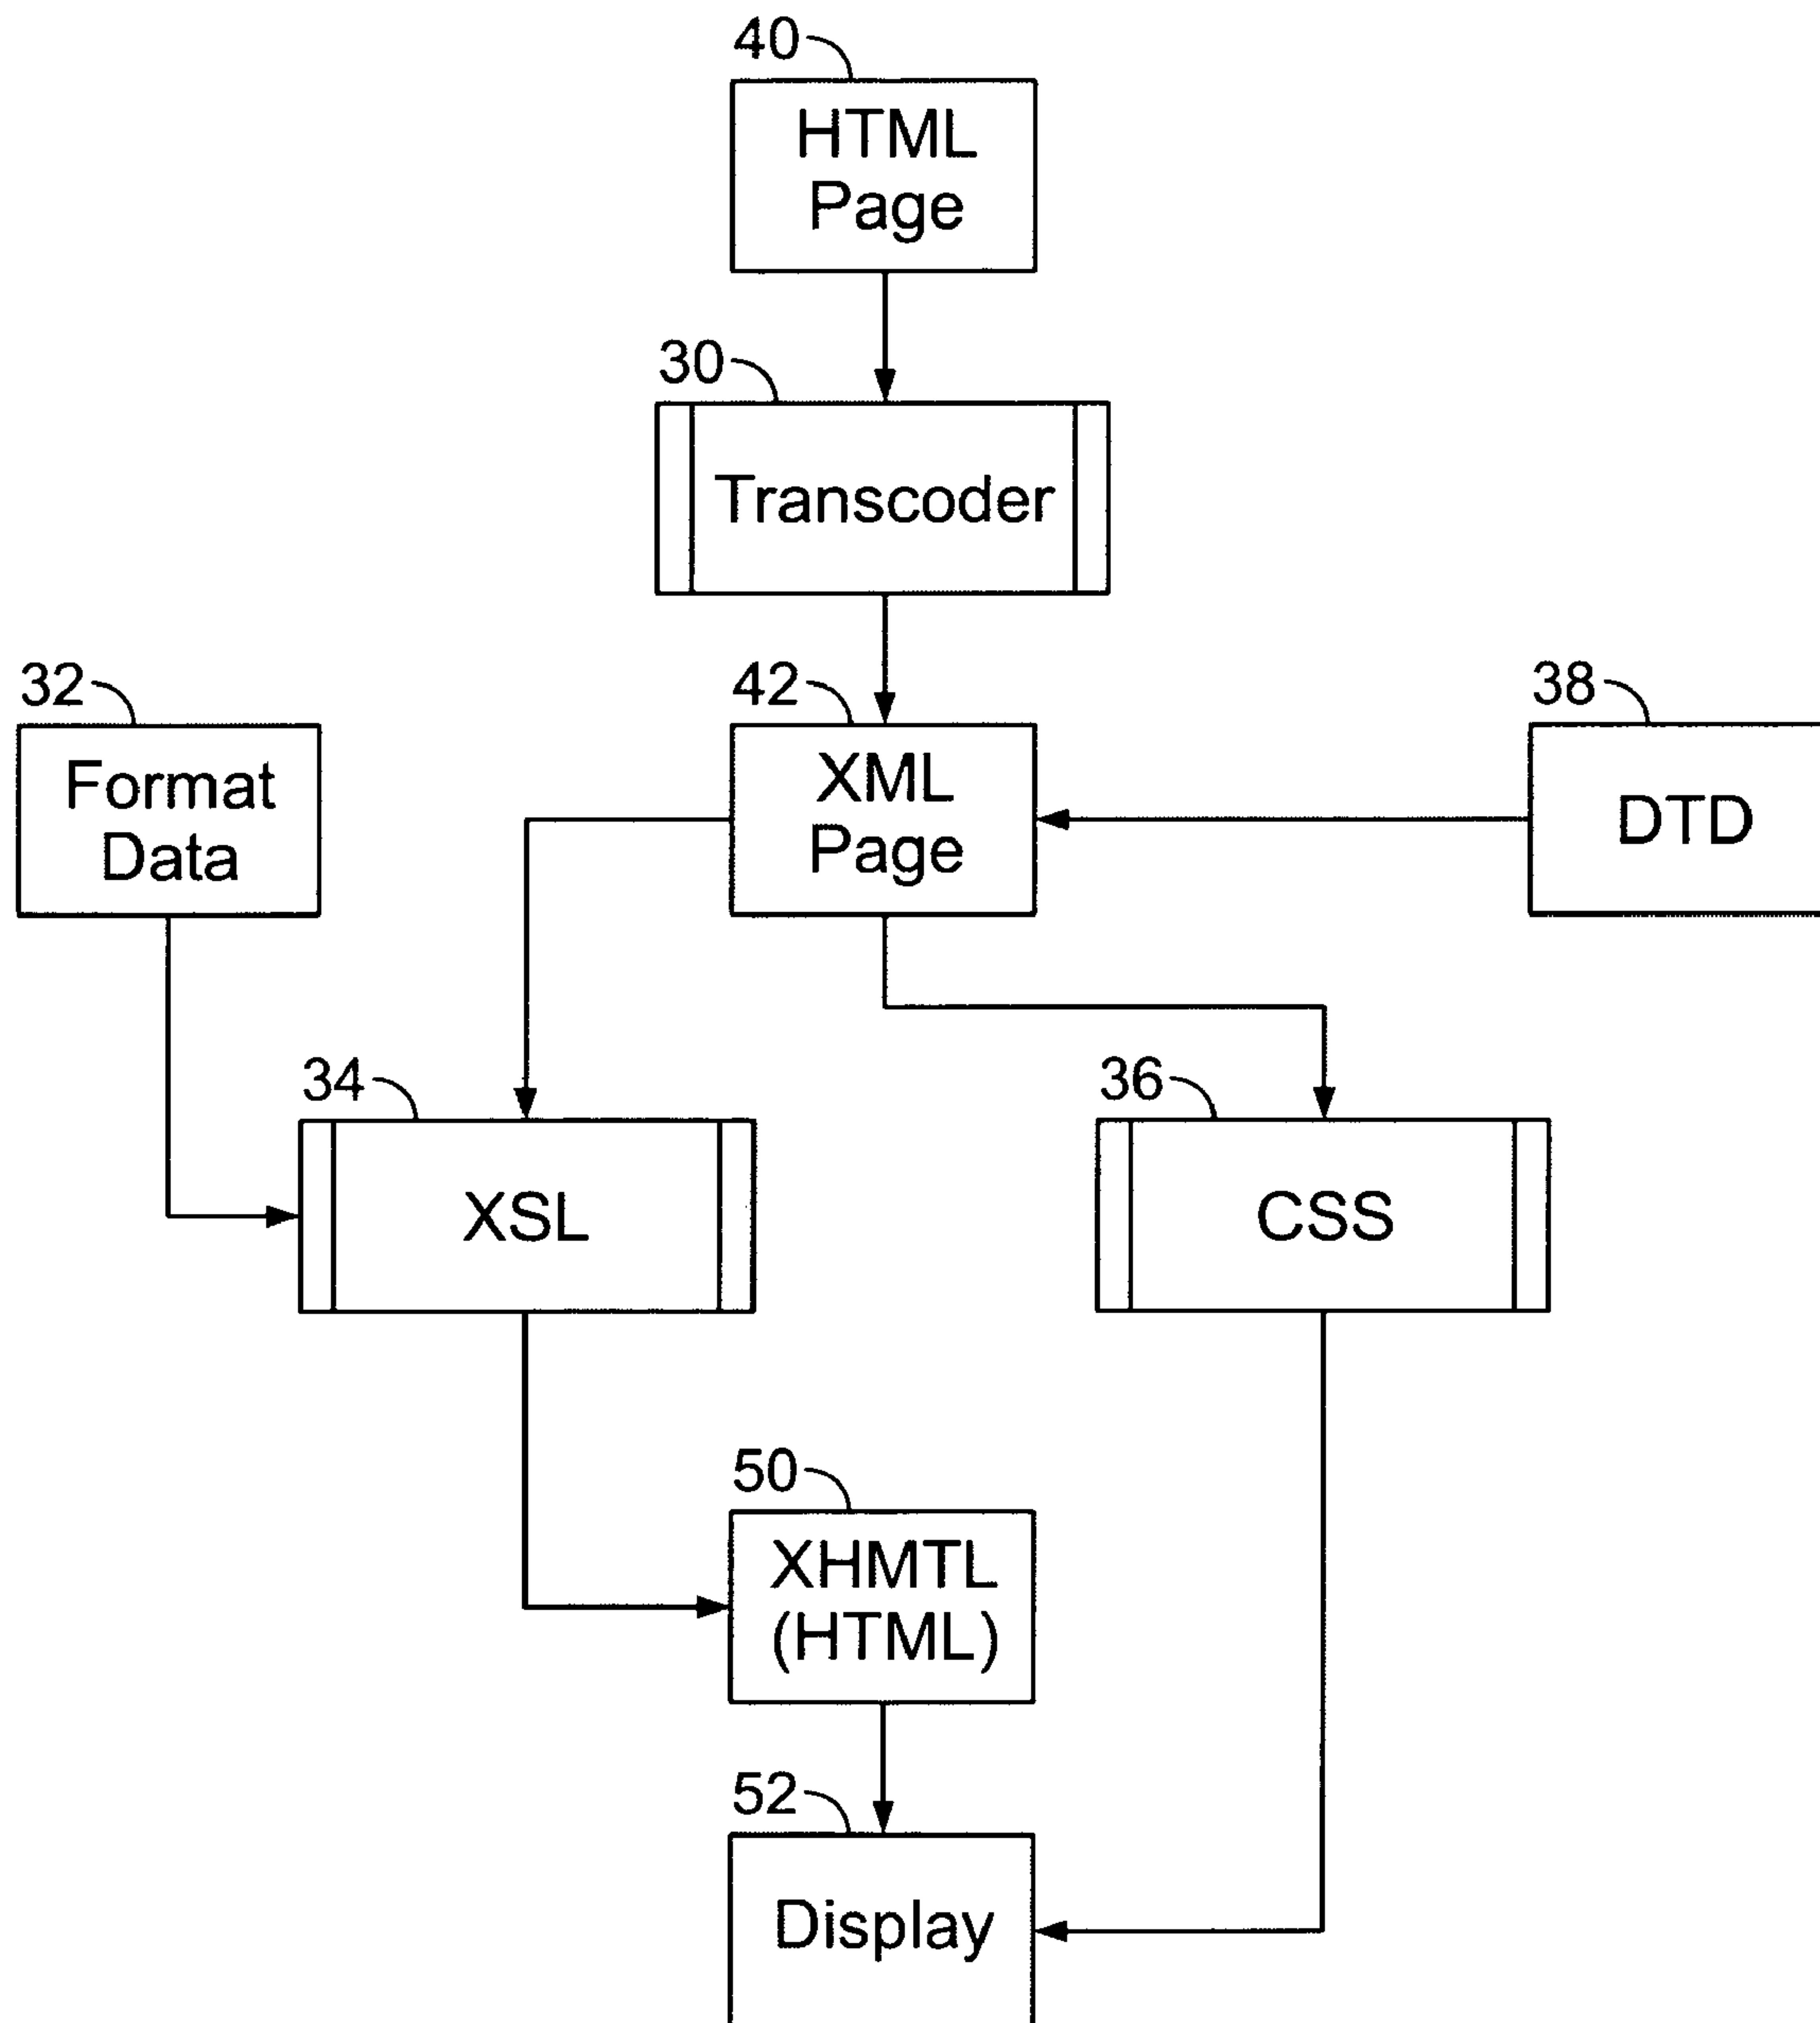 40
HTML
Page
30
Transcoder
32
42
38
Format
Data
XML
Page
DTD
34
36
XSL
CSS
50
XHMTL
(HTML)
52
Display